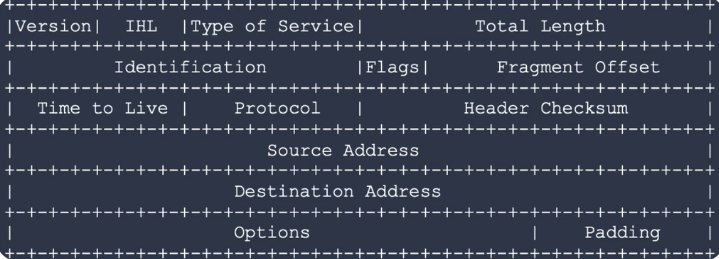 +-+-+-+-+-+-+-+-+-+-+-+-+-+-+-+-+-+-+-+-+-+-+-+-+-+-+-+-+-+-+-+-+
|Version|  IHL  |Type of Service|          Total Length         |
+-+-+-+-+-+-+-+-+-+-+-+-+-+-+-+-+-+-+-+-+-+-+-+-+-+-+-+-+-+-+-+-+
|         Identification        |Flags|      Fragment Offset    |
+-+-+-+-+-+-+-+-+-+-+-+-+-+-+-+-+-+-+-+-+-+-+-+-+-+-+-+-+-+-+-+-+
|  Time to Live |    Protocol   |         Header Checksum       |
+-+-+-+-+-+-+-+-+-+-+-+-+-+-+-+-+-+-+-+-+-+-+-+-+-+-+-+-+-+-+-+-+
|                       Source Address                          |
+-+-+-+-+-+-+-+-+-+-+-+-+-+-+-+-+-+-+-+-+-+-+-+-+-+-+-+-+-+-+-+-+
|                    Destination Address                        |
+-+-+-+-+-+-+-+-+-+-+-+-+-+-+-+-+-+-+-+-+-+-+-+-+-+-+-+-+-+-+-+-+
|                    Options                    |    Padding    |
+-+-+-+-+-+-+-+-+-+-+-+-+-+-+-+-+-+-+-+-+-+-+-+-+-+-+-+-+-+-+-+-+